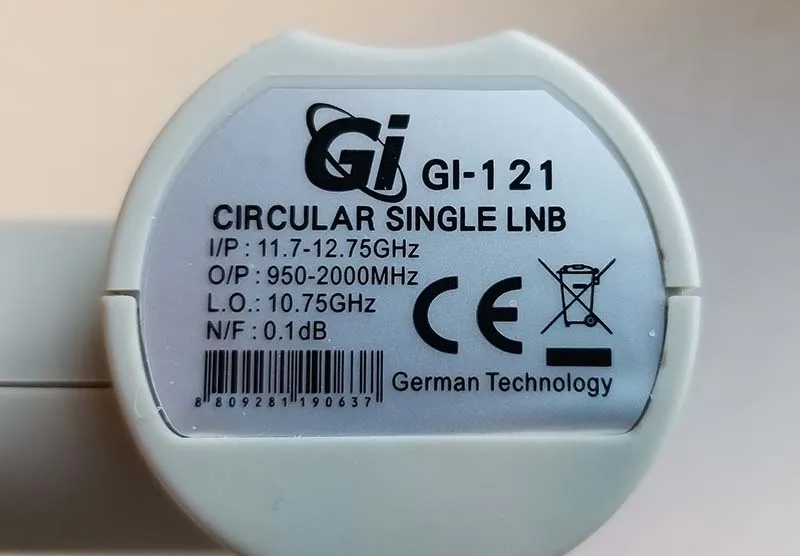 Gi GI-121
CIRCULAR SINGLE LNB
I/P : 11.7-12.75GHz
O/P : 950-2000MHz
L.O.: 10.75GHz
N/F : 0.1dB
CE
8 809281 190637
German Technology